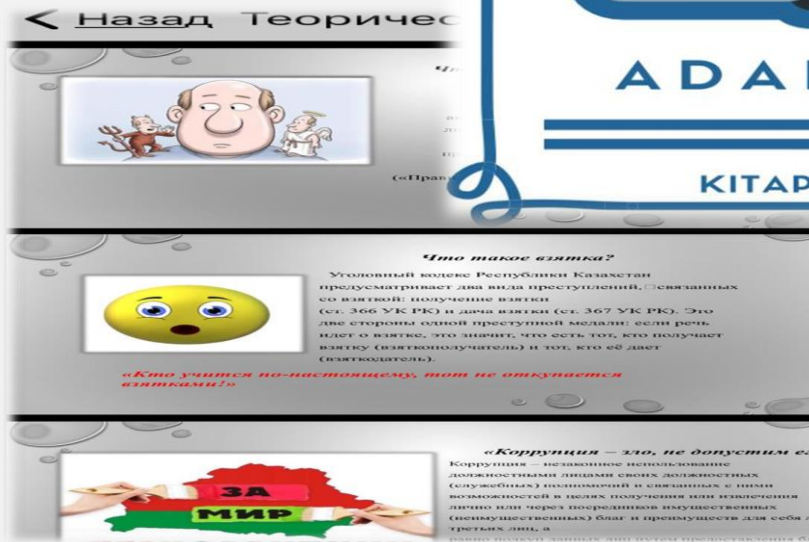 < Назад Теоричес
ADA
KITAP
(«Прав
Что такое взятка?
Уголовный кодекс Республики Казахстан
предусматривает два вида преступлений, □связанных
со взяткой: получение взятки
(ст. 366 УК РК) и дача взятки (ст. 367 УК РК). Это
две стороны одной преступной медали: если речь
идет о взятке, это значит, что есть тот, кто получает
взятку (взяткополучатель) и тот, кто её дает
(взяткодатель).
«Кто учится по-настоящему, тот не откупается
взятками!»
«Коррупция – зло, не допустим
Коррупция – незаконное использование
должностными лицами своих должностных
(служебных) полномочий и связанных с ними
возможностей в целях получения или извлечения
лично или через посредников имущественных
(неимущественных) благ и преимуществ для себя
третьих лиц, а
ЗА
МИР